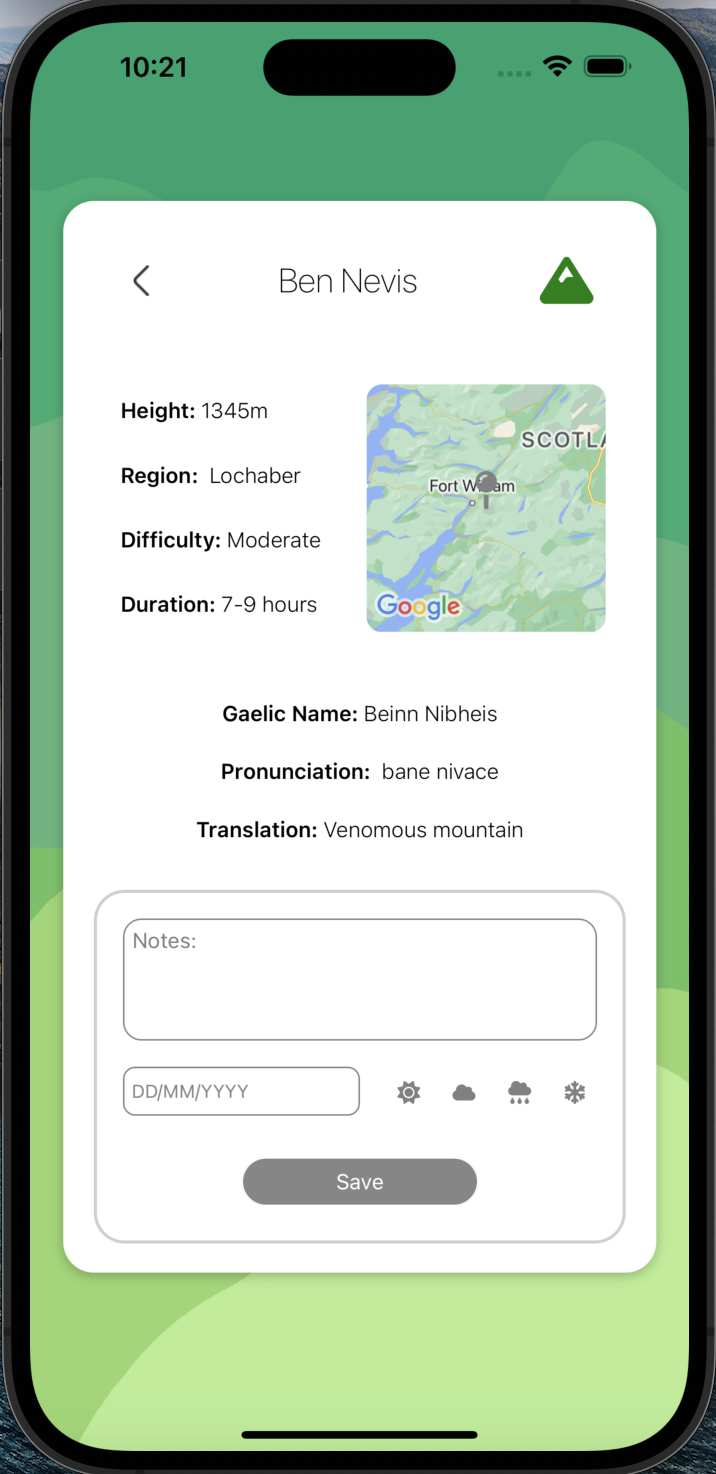 10:21
Ben Nevis
Height: 1345m
Region: Lochaber
Difficulty: Moderate
Duration: 7-9 hours
SCOTLA
Fort W am
Google
Gaelic Name: Beinn Nibheis
Pronunciation: bane nivace
Translation: Venomous mountain
Notes:
DD/MM/YYYY
Save